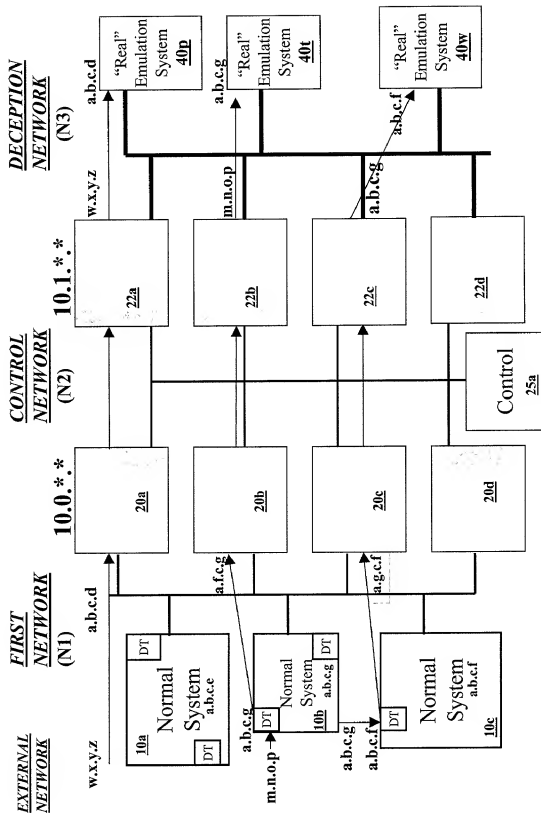 EXTERNAL
NETWORK
FIRST
NETWORK
(N1)
CONTROL
NETWORK
(N2)
DECEPTION
NETWORK
(N3)
10.0.*.*
10.1.*.*
w.x.y.z
a.b.c.d
w.x.y.z
a.b.c.d
10a
DT
Normal
System
a.b.c.e
DT
20a
22a
"Real"
Emulation
System
40p
a.b.c.g
m.n.o.p
DT
Normal
System
10b
DT
a.b.c.g
a.f.c.g
20b
22b
m.n.o.p
a.b.c.g
"Real"
Emulation
System
40t
a.b.c.g
a.b.c.f
DT
Normal
System
a.b.c.f
10c
a.g.c.f
20c
22c
a.b.c.g
a.b.c.f
"Real"
Emulation
System
40w
20d
22d
Control
25a